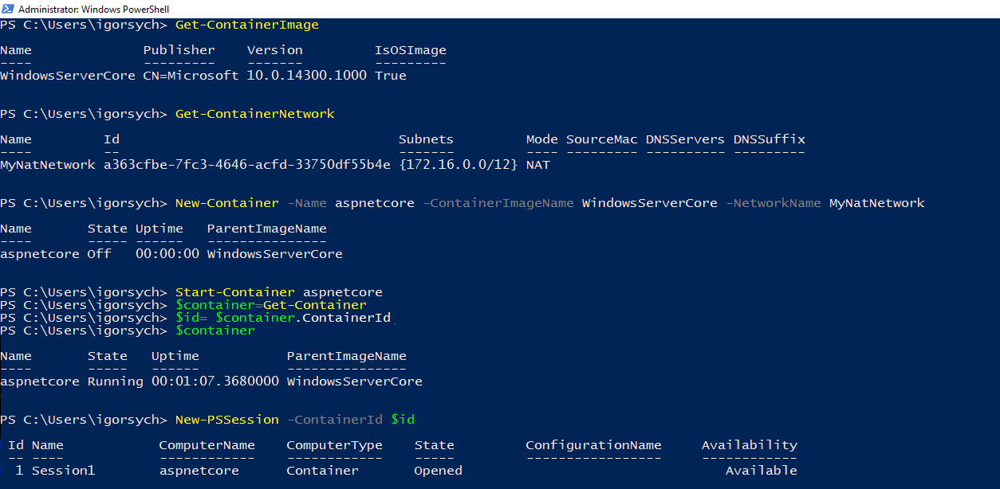 Administrator: Windows PowerShell
PS C:\Users\igorsych> Get-ContainerImage
Name Publisher Version IsOSImage
---- --------- ------- ---------
WindowsServerCore CN=Microsoft 10.0.14300.1000 True
PS C:\Users\igorsych> Get-ContainerNetwork
Name Id Subnets Mode SourceMac DNSServers DNSSuffix
---- -- ------- ---- --------- ---------- ---------
MyNatNetwork a363cfbe-7fc3-4646-acfd-33750df55b4e {172.16.0.0/12} NAT
PS C:\Users\igorsych> New-Container -Name aspnetcore -ContainerImageName WindowsServerCore -NetworkName MyNatNetwork
Name State Uptime ParentImageName
---- ----- ------ ---------------
aspnetcore Off 00:00:00 WindowsServerCore
PS C:\Users\igorsych> Start-Container aspnetcore
PS C:\Users\igorsych> $container=Get-Container
PS C:\Users\igorsych> $id= $container.ContainerId
PS C:\Users\igorsych> $container
Name State Uptime ParentImageName
---- ----- ------ ---------------
aspnetcore Running 00:01:07.3680000 WindowsServerCore
PS C:\Users\igorsych> New-PSSession -ContainerId $id
Id Name ComputerName ComputerType State ConfigurationName Availability
-- ---- ------------ ------------ ----- ----------------- ------------
1 Session1 aspnetcore Container Opened Available